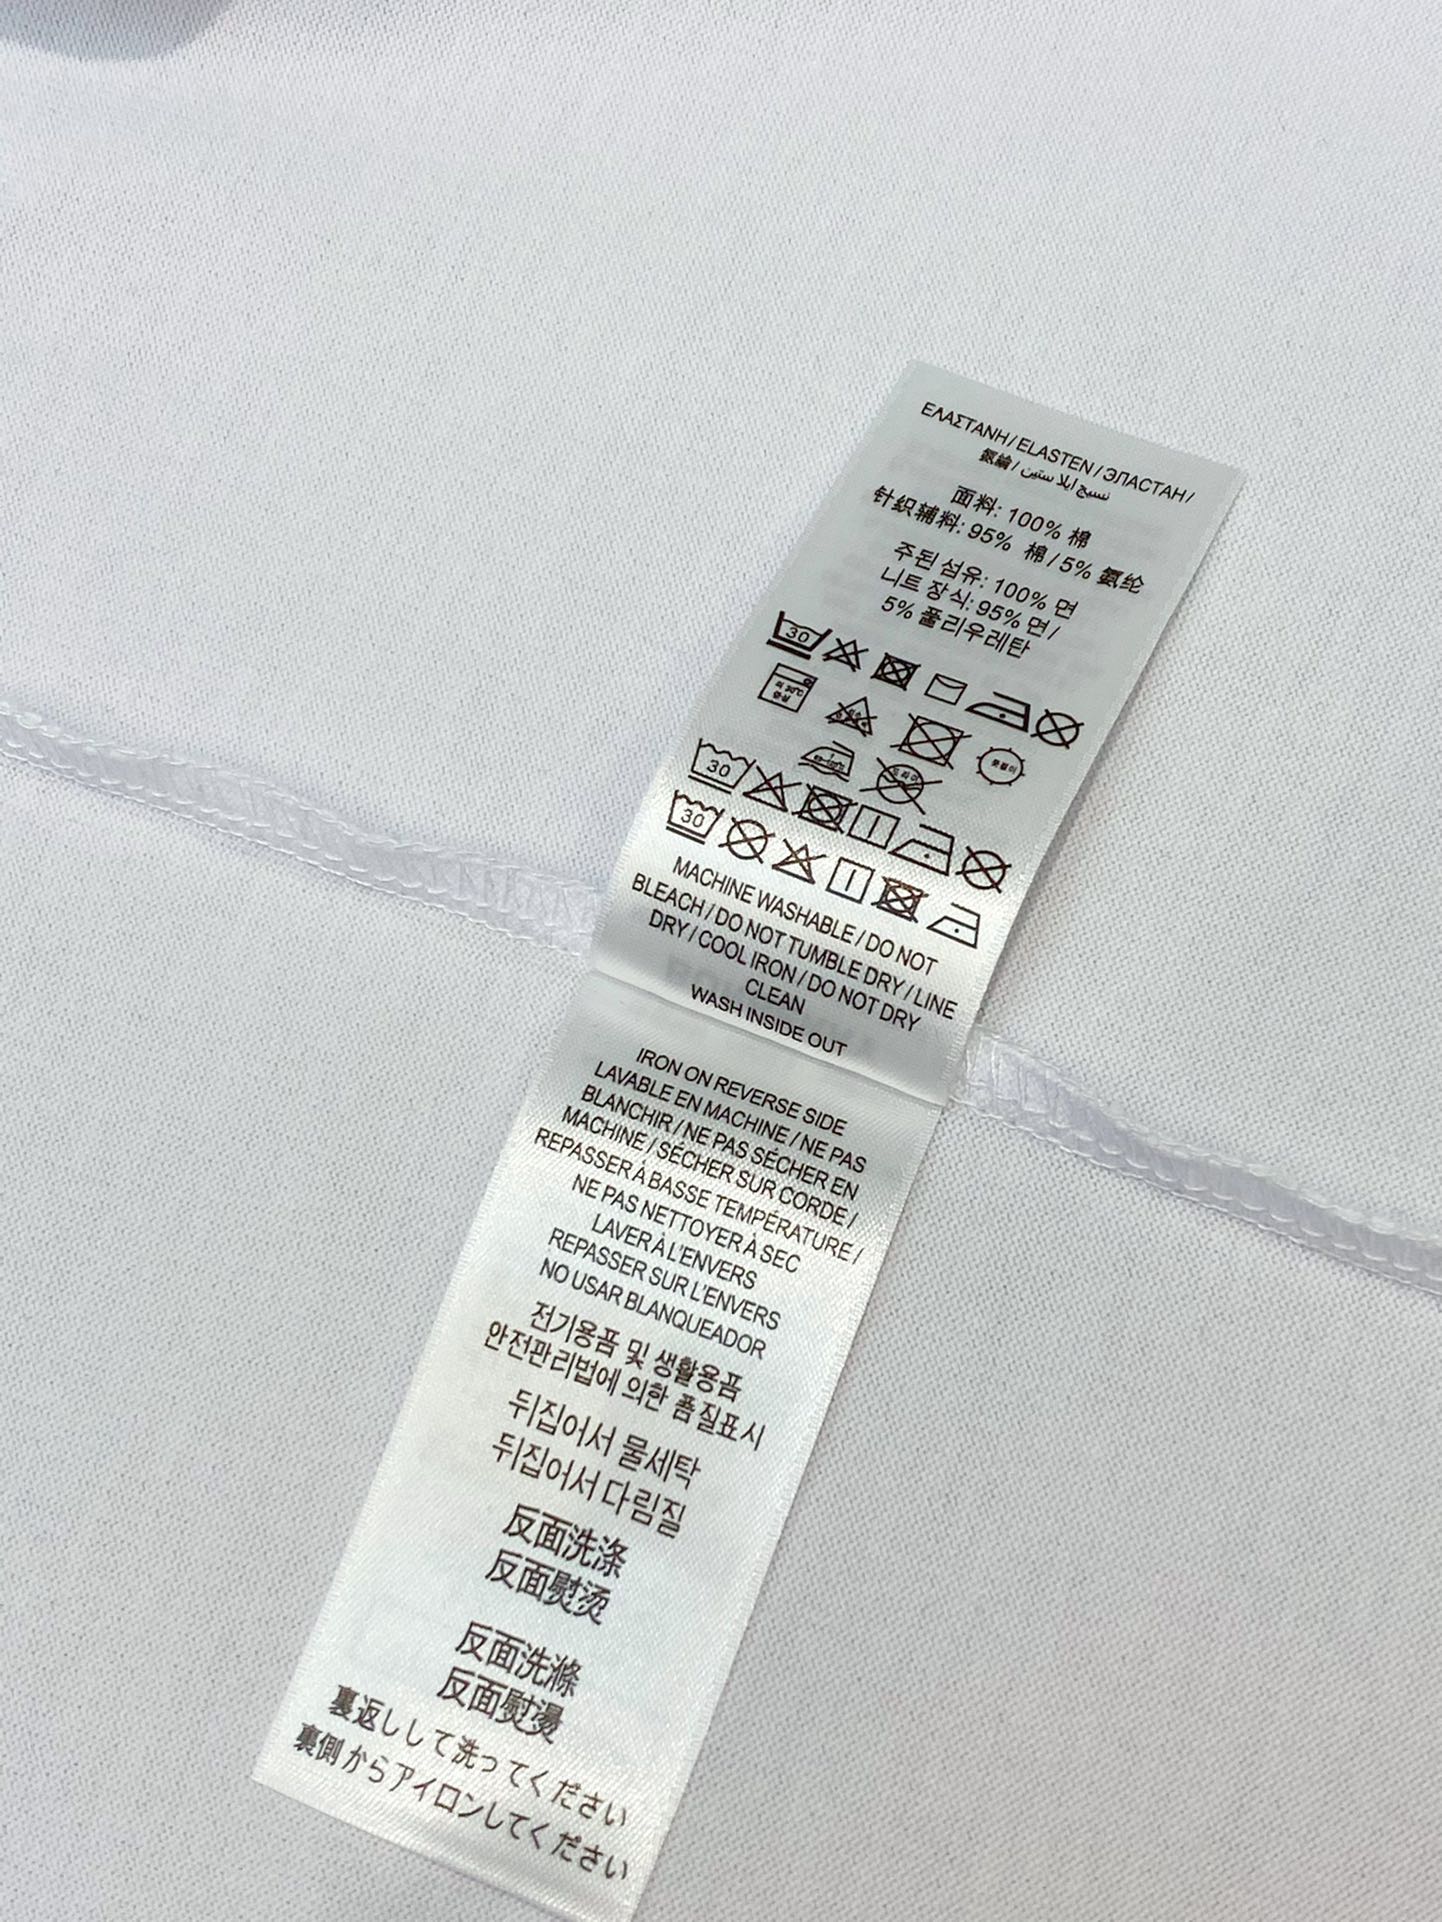 ΕΛΑΣΤΑΝΗ / ELASTEN / ЭЛАСТАН /
氨綸 / نسيج ايلاستين
面料: 100% 棉
针织辅料: 95% 棉 / 5% 氨纶
주된 섬유: 100% 면
니트 장식: 95% 면 /
5% 폴리우레탄
30
30
30
MACHINE WASHABLE / DO NOT
BLEACH / DO NOT TUMBLE DRY / LINE
DRY / COOL IRON / DO NOT DRY
CLEAN
WASH INSIDE OUT
IRON ON REVERSE SIDE
LAVABLE EN MACHINE / NE PAS
BLANCHIR / NE PAS SÉCHER EN
MACHINE / SÉCHER SUR CORDE /
REPASSER À BASSE TEMPÉRATURE /
NE PAS NETTOYER À SEC
LAVER À L'ENVERS
REPASSER SUR L'ENVERS
NO USAR BLANQUEADOR
전기용품 및 생활용품
안전관리법에 의한 품질표시
뒤집어서 물세탁
뒤집어서 다림질
反面洗涤
反面熨烫
反面洗滌
反面熨燙
裏返しして洗ってください
裏側からアイロンしてください